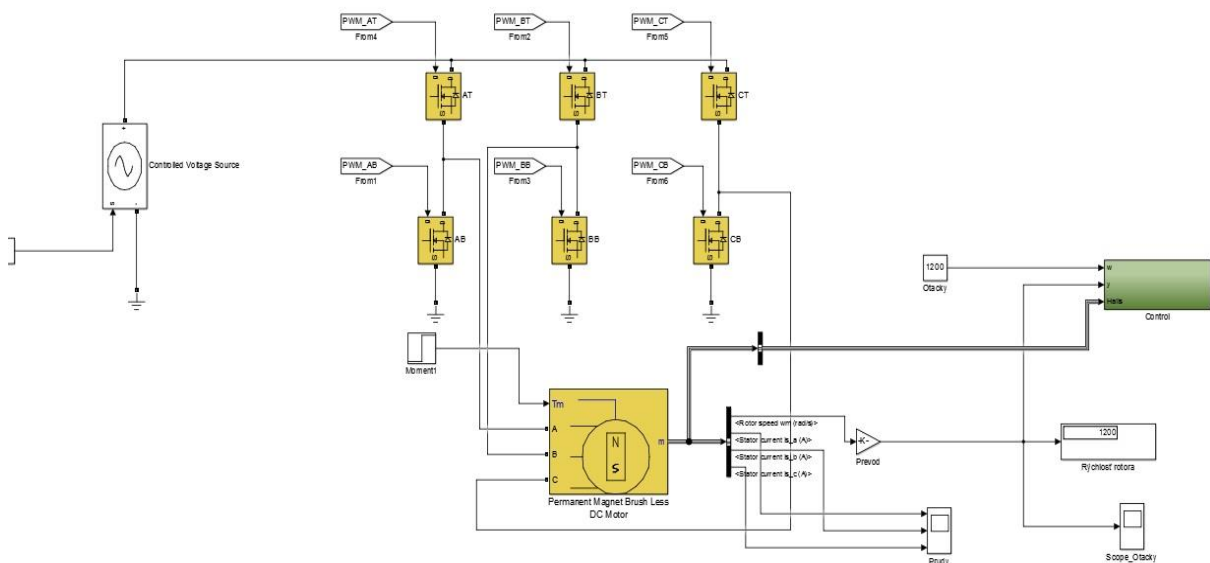 PWM_AT
From4
PWM_BT
From2
PWM_CT
From5
D
AT
S
D
BT
S
D
CT
S
+
Controlled Voltage Source
s
-
PWM_AB
From1
PWM_BB
From3
PWM_CB
From6
AB
S
BB
S
CB
S
1200
Otacky
w
y
Halls
Control
Moment1
Tm
A
B
C
N
S
m
Permanent Magnet Brush Less
DC Motor
<Rotor speed wm (rad/s)>
<Stator current is_a (A)>
<Stator current is_b (A)>
<Stator current is_c (A)>
-K-
Prevod
1200
Rýchlosť rotora
Prudy
Scope_Otacky